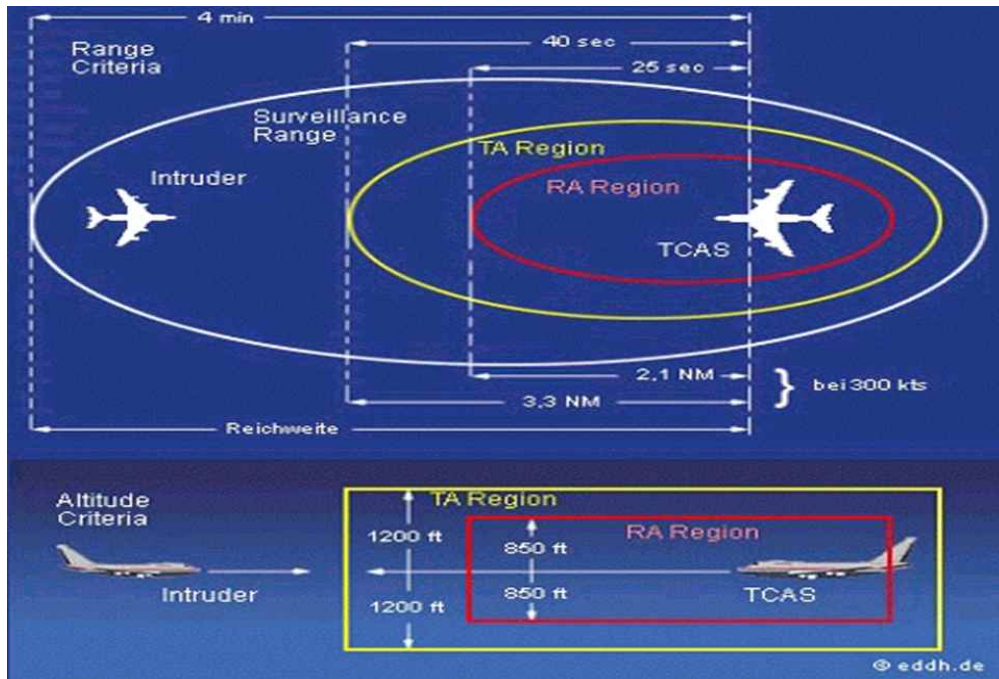 4 min
Range
Criteria
40 sec
25 sec
Surveillance
Range
TA Region
Intruder
RA Region
TCAS
2,1 NM
bei 300 kts
3,3 NM
Reichweite
Altitude
Criteria
TA Region
1200 ft
RA Region
850 ft
Intruder
850 ft
TCAS
1200 ft
© eddh.de